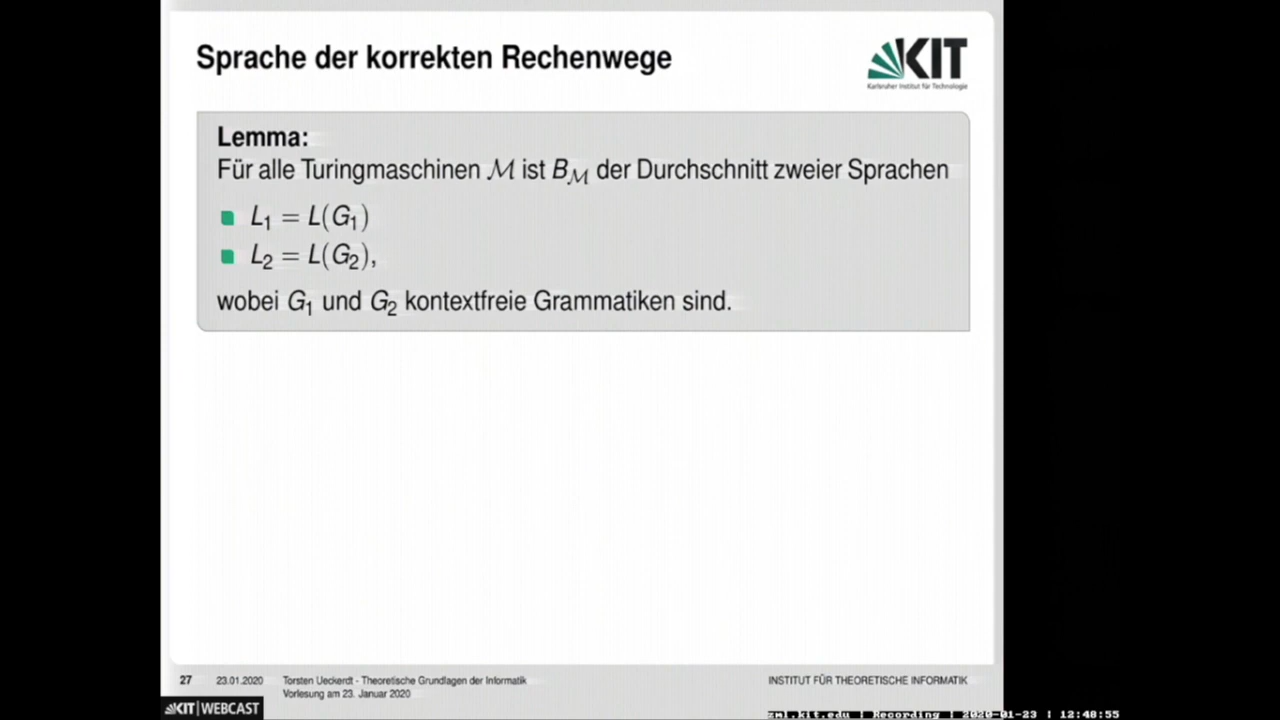 Sprache der korrekten Rechenwege
KIT
Karlsruher Institut für Technologie
Lemma:
Für alle Turingmaschinen ℳ ist B_ℳ der Durchschnitt zweier Sprachen
L₁ = L(G₁)
L₂ = L(G₂),
wobei G₁ und G₂ kontextfreie Grammatiken sind.
27 23.01.2020 Torsten Ueckerdt - Theoretische Grundlagen der Informatik
Vorlesung am 23. Januar 2020
INSTITUT FÜR THEORETISCHE INFORMATIK
KIT | WEBCAST
zml.kit.edu | Recording | 2020-01-23 | 12:48:55